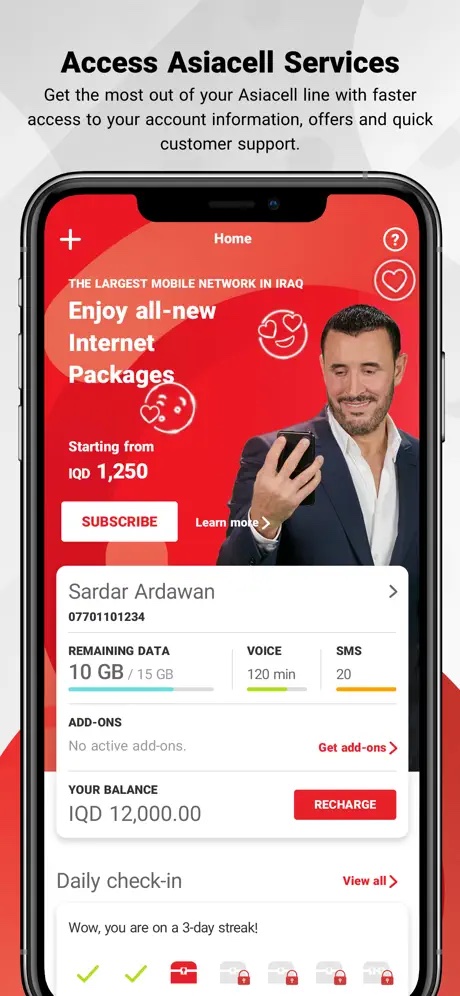 Access Asiacell Services
Get the most out of your Asiacell line with faster
access to your account information, offers and quick
customer support.
Home
?
THE LARGEST MOBILE NETWORK IN IRAQ
Enjoy all-new
Internet
Packages
Starting from
IQD 1,250
SUBSCRIBE
Learn more
Sardar Ardawan
07701101234
REMAINING DATA
10 GB / 15 GB
VOICE
120 min
SMS
20
ADD-ONS
No active add-ons.
Get add-ons
YOUR BALANCE
IQD 12,000.00
RECHARGE
Daily check-in
View all
Wow, you are on a 3-day streak!